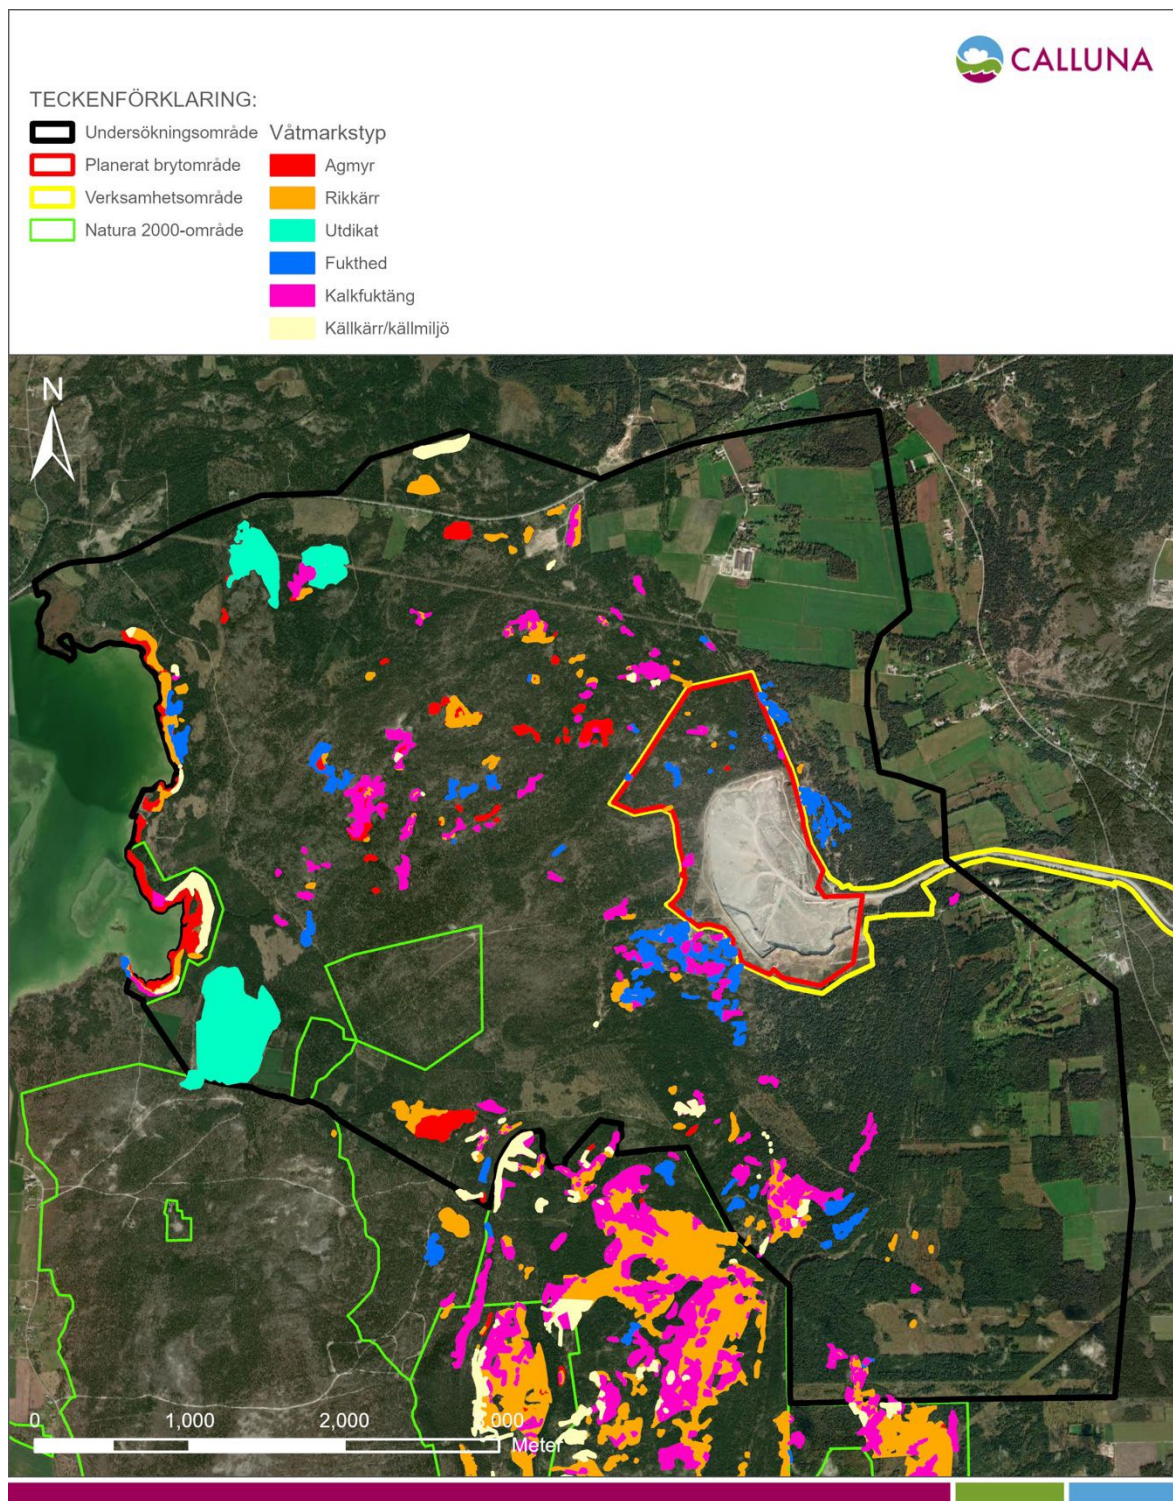 CALLUNA
TECKENFÖRKLARING:
Undersökningsområde
Planerat brytområde
Verksamhetsområde
Natura 2000-område
Våtmarkstyp
Agmyr
Rikkärr
Utdikat
Fukthed
Kalkfuktäng
Källkärr/källmiljö
N
0 1,000 2,000 3,000
Meter